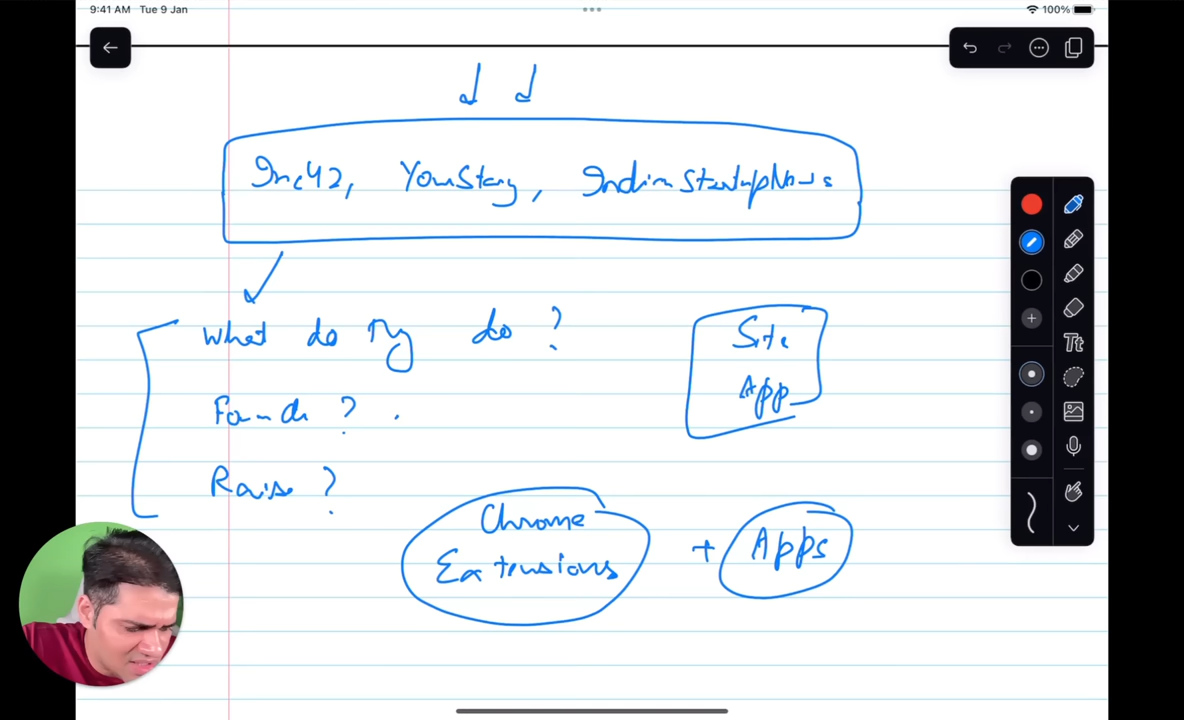 9:41 AM Tue 9 Jan
100%
Inc42, YourStory, IndianStartupNews
What do they do ?
Tt
Site
App
Founder ? .
Raise ?
Chrome
Extensions
+ Apps